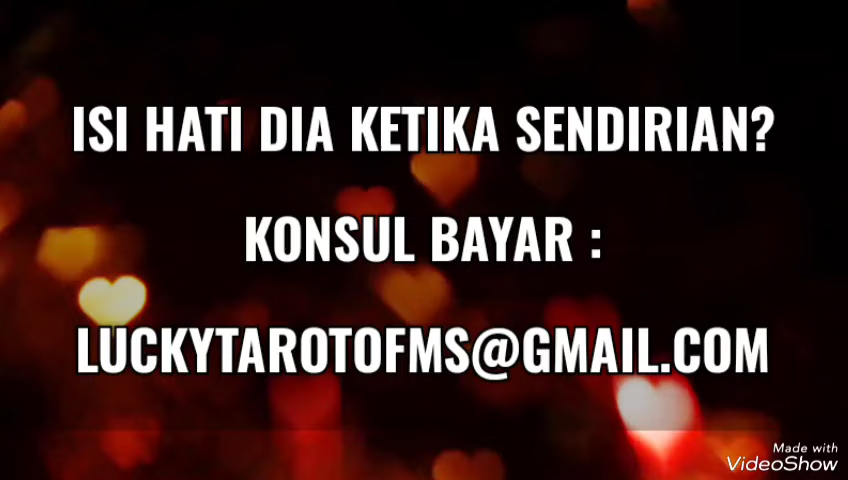 ISI HATI DIA KETIKA SENDIRIAN?
KONSUL BAYAR :
LUCKYTAROTOFMS@GMAIL.COM
Made with
VideoShow